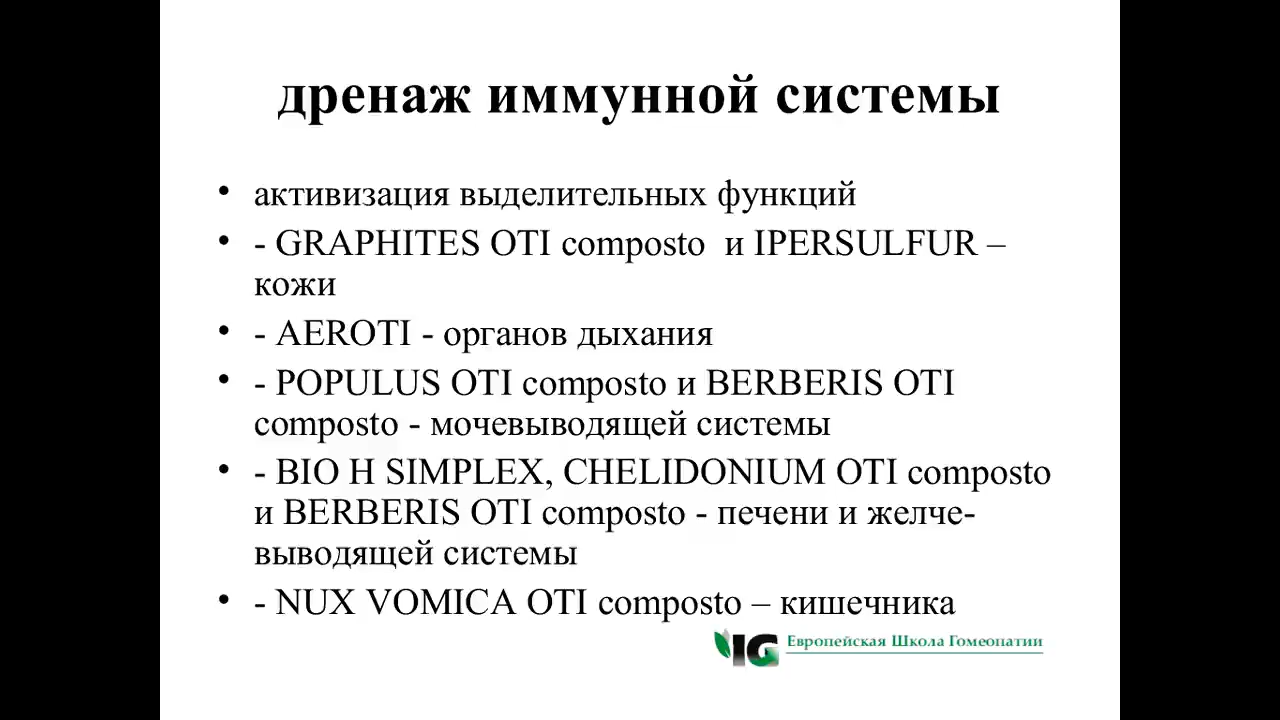 дренаж иммунной системы
• активизация выделительных функций
• - GRAPHITES OTI composto и IPERSULFUR –
кожи
• - AEROTI - органов дыхания
• - POPULUS OTI composto и BERBERIS OTI
composto - мочевыводящей системы
• - BIO H SIMPLEX, CHELIDONIUM OTI composto
и BERBERIS OTI composto - печени и желче-
выводящей системы
• - NUX VOMICA OTI composto – кишечника
IG Европейская Школа Гомеопатии